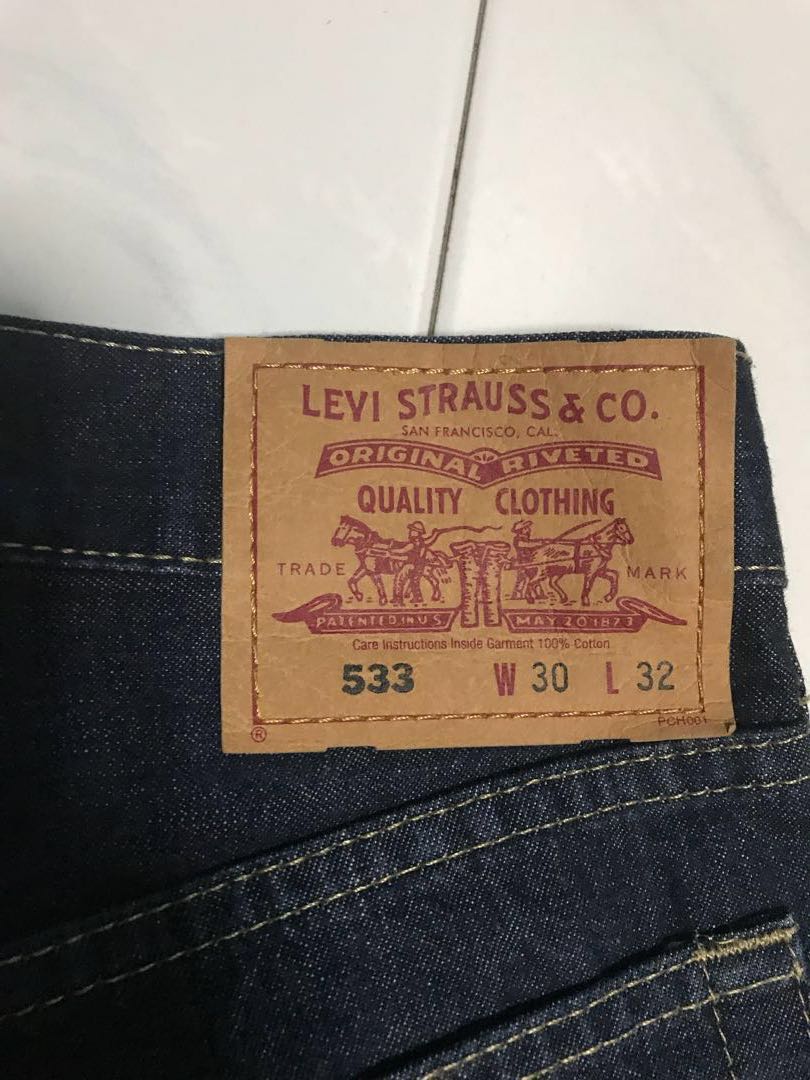 LEVI STRAUSS & CO.
SAN FRANCISCO, CAL.
ORIGINAL RIVETED
QUALITY CLOTHING
TRADE MARK
PATENTED IN U S MAY 20 1873
Care Instructions Inside Garment 100% Cotton
533 W 30 L 32
PCH001
®